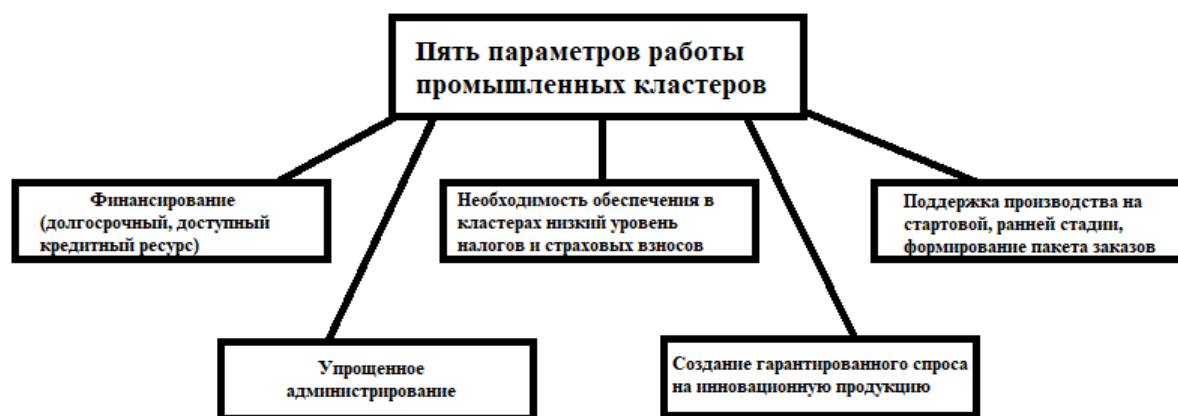 Пять параметров работы
промышленных кластеров
Финансирование
(долгосрочный, доступный
кредитный ресурс)
Необходимость обеспечения в
кластерах низкий уровень
налогов и страховых взносов
Поддержка производства на
стартовой, ранней стадии,
формирование пакета заказов
Упрощенное
администрирование
Создание гарантированного спроса
на инновационную продукцию